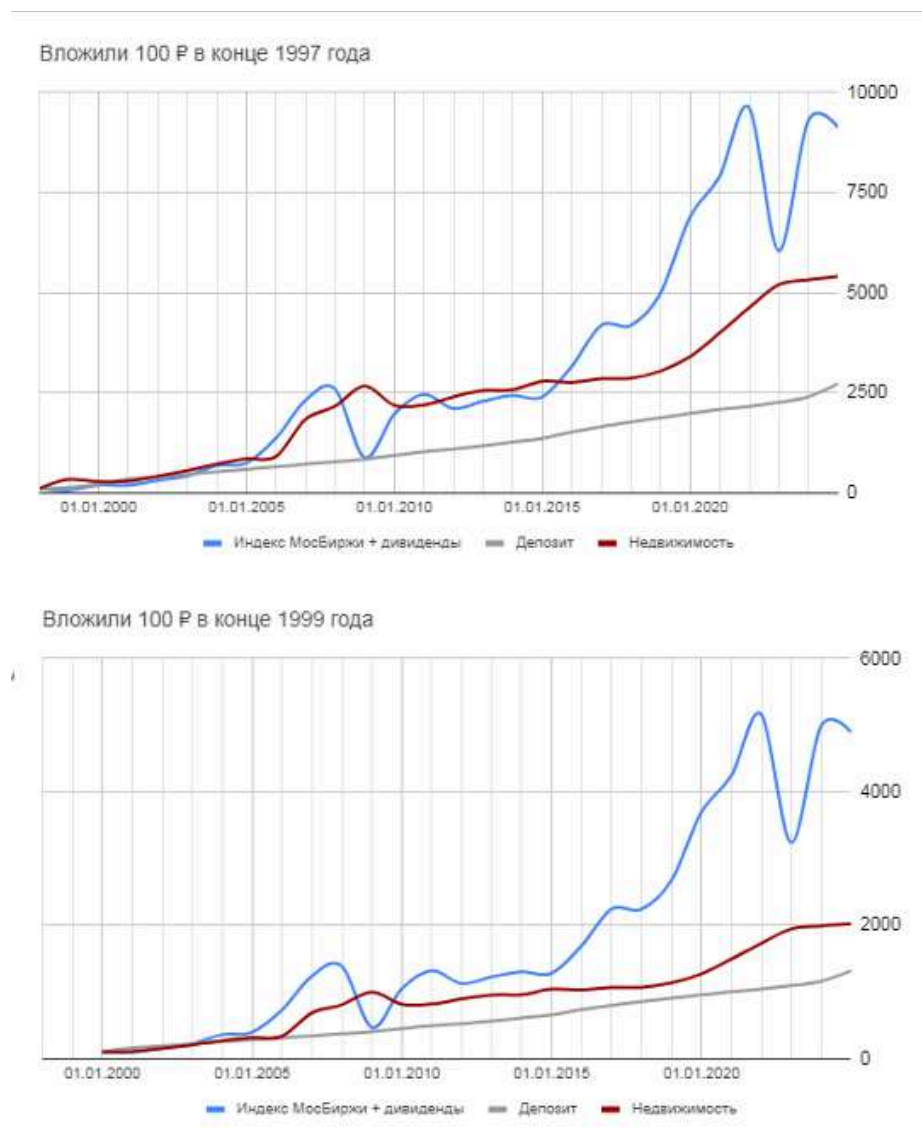 Вложили 100 ₽ в конце 1997 года
10000
7500
5000
2500
0
01.01.2000 01.01.2005 01.01.2010 01.01.2015 01.01.2020
Индекс МосБиржи + дивиденды Депозит Недвижимость
Вложили 100 ₽ в конце 1999 года
6000
4000
2000
0
01.01.2000 01.01.2005 01.01.2010 01.01.2015 01.01.2020
Индекс МосБиржи + дивиденды Депозит Недвижимость